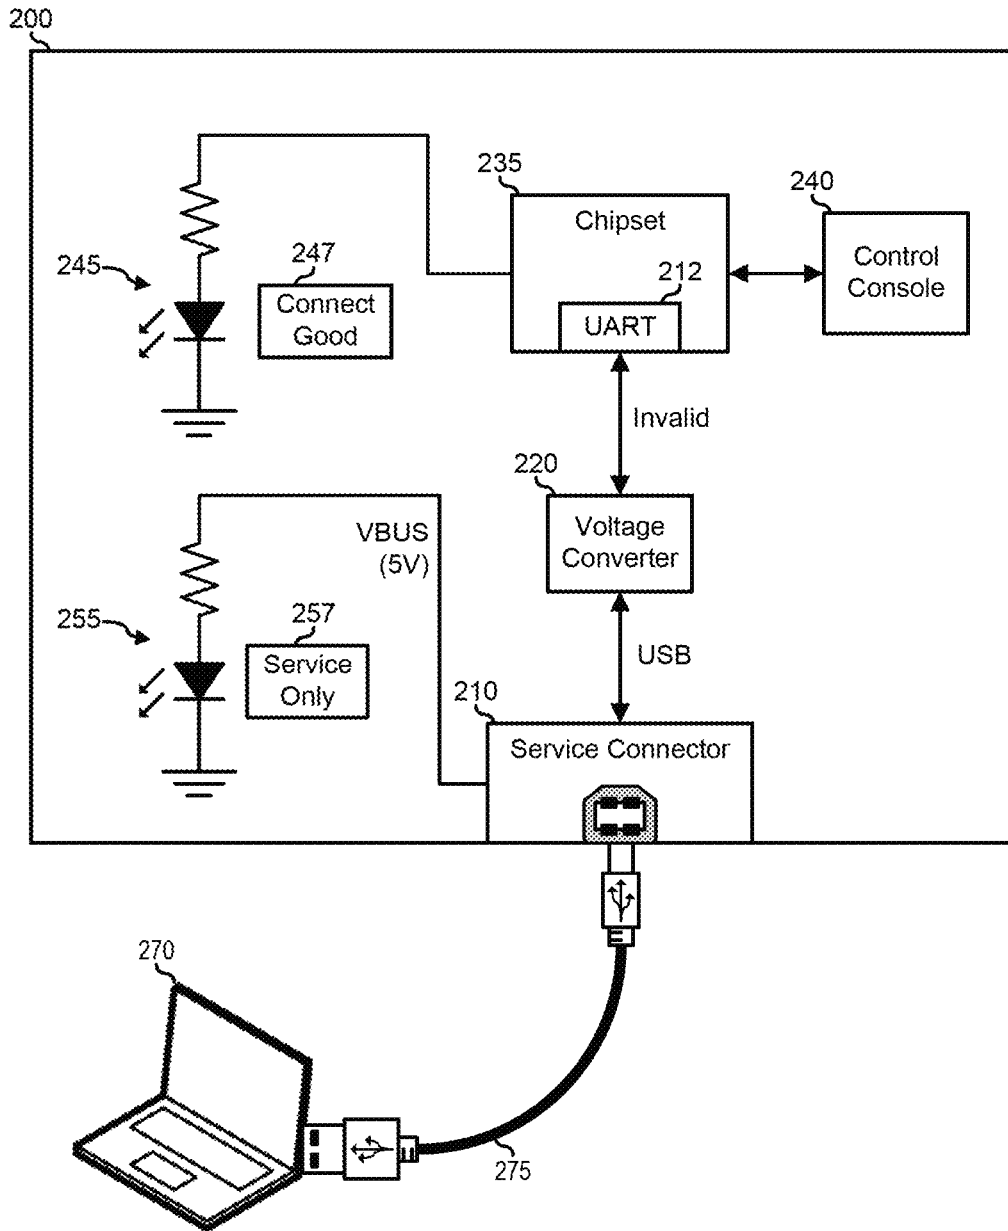 200
235
Chipset
240
Control
Console
245
247
Connect
Good
212
UART
Invalid
220
Voltage
Converter
VBUS
(5V)
255
257
Service
Only
USB
210
Service Connector
270
275